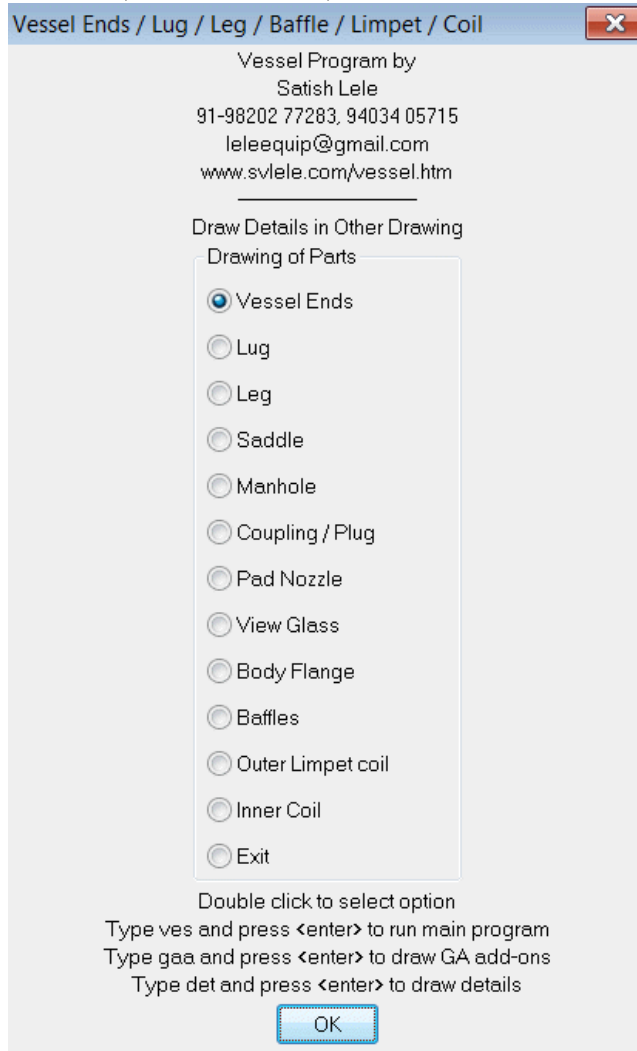 Vessel Ends / Lug / Leg / Baffle / Limpet / Coil
Vessel Program by
Satish Lele
91-98202 77283, 94034 05715
leleequip@gmail.com
www.svlele.com/vessel.htm
Draw Details in Other Drawing
Drawing of Parts
Vessel Ends
Lug
Leg
Saddle
Manhole
Coupling / Plug
Pad Nozzle
View Glass
Body Flange
Baffles
Outer Limpet coil
Inner Coil
Exit
Double click to select option
Type ves and press <enter> to run main program
Type gaa and press <enter> to draw GA add-ons
Type det and press <enter> to draw details
OK